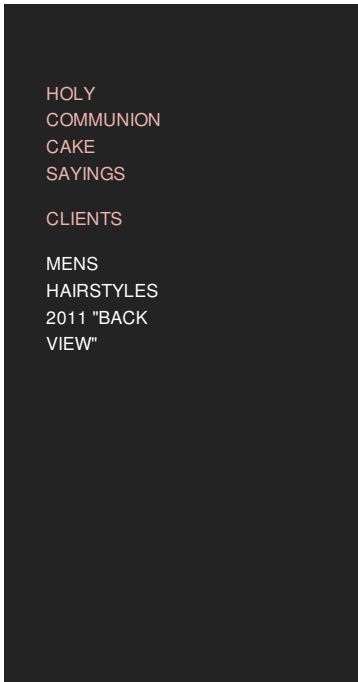 HOLY
COMMUNION
CAKE
SAYINGS
CLIENTS
MENS
HAIRSTYLES
2011 "BACK
VIEW"